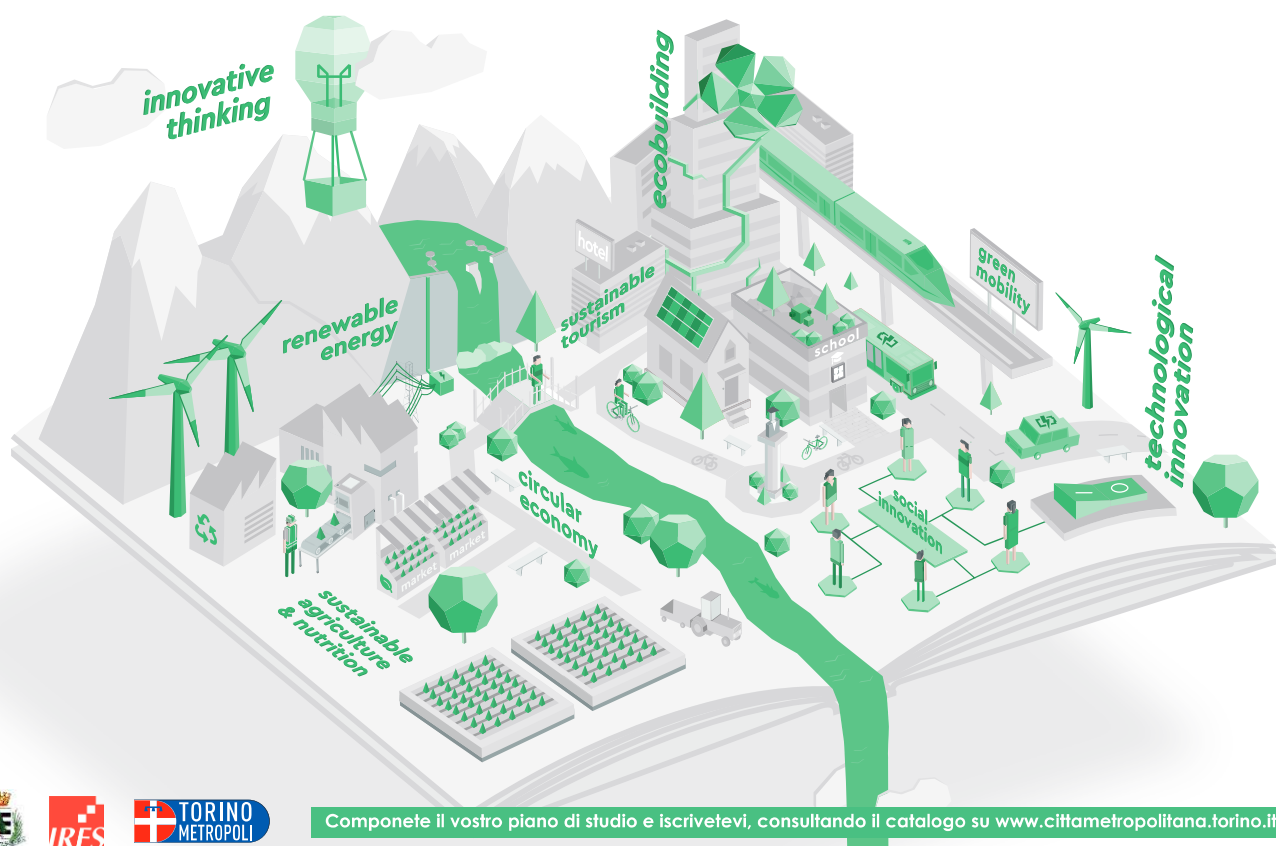 innovative
thinking
ecobuilding
hotel
green
mobility
technological
innovation
sustainable
tourism
renewable
energy
school
circular
economy
social
innovation
market
market
sustainable
agriculture
& nutrition
IRES
TORINO
METROPOLI
Componete il vostro piano di studio e iscrivetevi, consultando il catalogo su www.cittametropolitana.torino.it